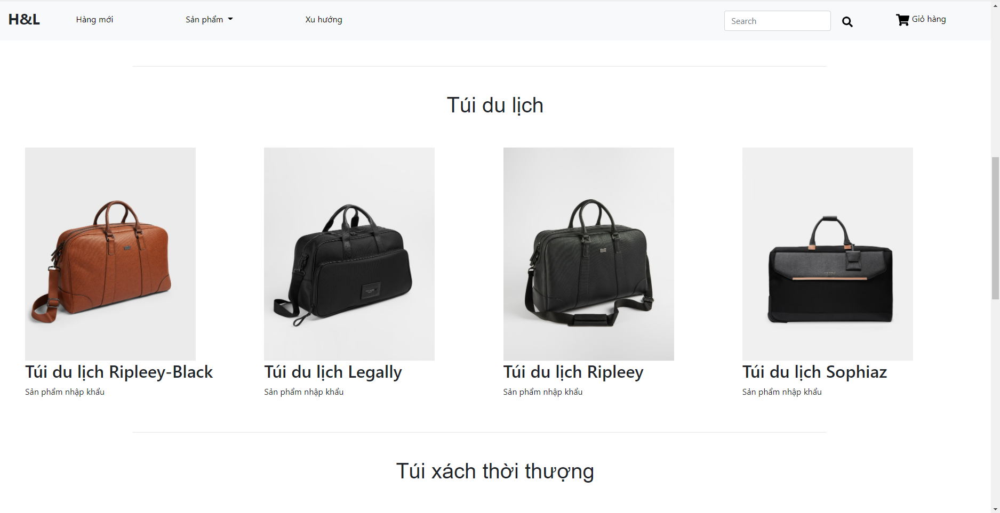 H&L
Hàng mới
Sản phẩm
Xu hướng
Search
Giỏ hàng
Túi du lịch
Túi du lịch Ripleey-Black
Sản phẩm nhập khẩu
Túi du lịch Legally
Sản phẩm nhập khẩu
Túi du lịch Ripleey
Sản phẩm nhập khẩu
Túi du lịch Sophiaz
Sản phẩm nhập khẩu
Túi xách thời thượng